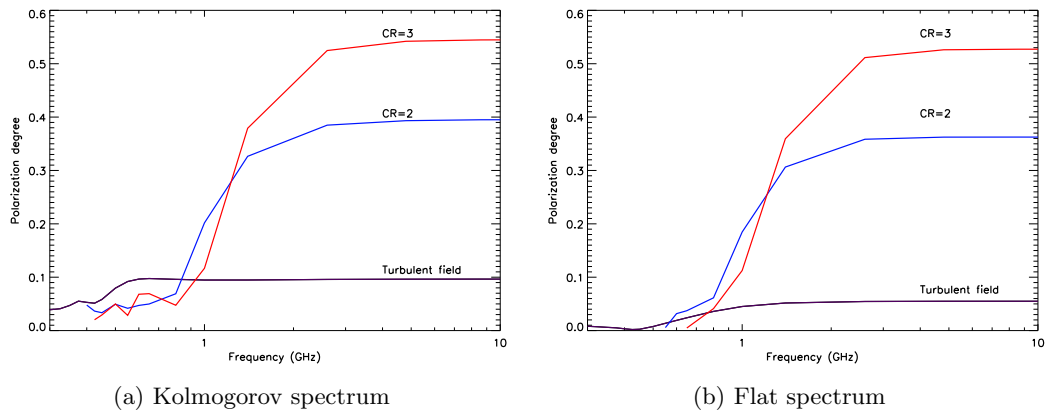 0.6
0.5
0.4
0.3
0.2
0.1
0.0
Polarization degree
CR=3
CR=2
Turbulent field
1
10
Frequency (GHz)
(a) Kolmogorov spectrum
0.6
0.5
0.4
0.3
0.2
0.1
0.0
Polarization degree
CR=3
CR=2
Turbulent field
1
10
Frequency (GHz)
(b) Flat spectrum